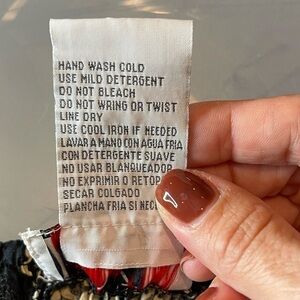 HAND WASH COLD
USE MILD DETERGENT
DO NOT BLEACH
DO NOT WRING OR TWIST
LINE DRY
USE COOL IRON IF NEEDED
LAVAR A MANO CON AGUA FRIA
CON DETERGENTE SUAVE
NO USAR BLANQUEADOR
NO EXPRIMIR O
SECAR COLGADO
PLANCHA FRIA SI